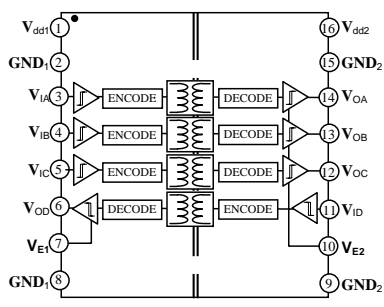 V_dd1 1 16 V_dd2
GND_1 2 15 GND_2
V_IA 3 ENCODE DECODE 14 V_OA
V_IB 4 ENCODE DECODE 13 V_OB
V_IC 5 ENCODE DECODE 12 V_OC
V_OD 6 DECODE ENCODE 11 V_ID
V_E1 7 10 V_E2
GND_1 8 9 GND_2